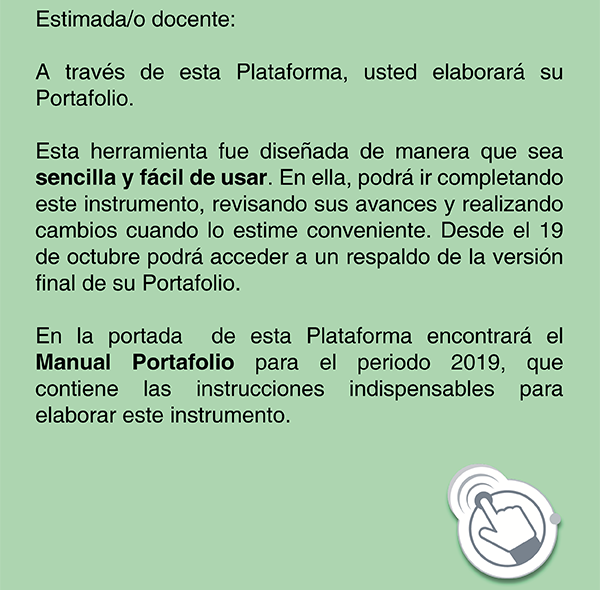 Estimada/o docente:
A través de esta Plataforma, usted elaborará su
Portafolio.
Esta herramienta fue diseñada de manera que sea
sencilla y fácil de usar. En ella, podrá ir completando
este instrumento, revisando sus avances y realizando
cambios cuando lo estime conveniente. Desde el 19
de octubre podrá acceder a un respaldo de la versión
final de su Portafolio.
En la portada de esta Plataforma encontrará el
Manual Portafolio para el periodo 2019, que
contiene las instrucciones indispensables para
elaborar este instrumento.